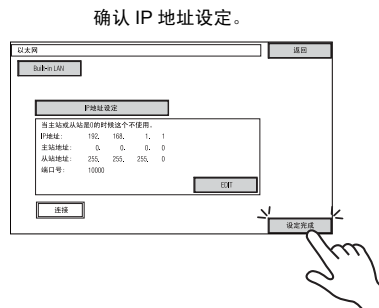 确认 IP 地址设定。
以太网 返回
Built-in LAN
IP地址设定
当主站或从站是0的时候这个不使用。
IP地址: 192. 168. 1. 1
主站地址: 0. 0. 0. 0
从站地址: 255. 255. 255. 0
端口号: 10000
EDIT
连接
设定完成